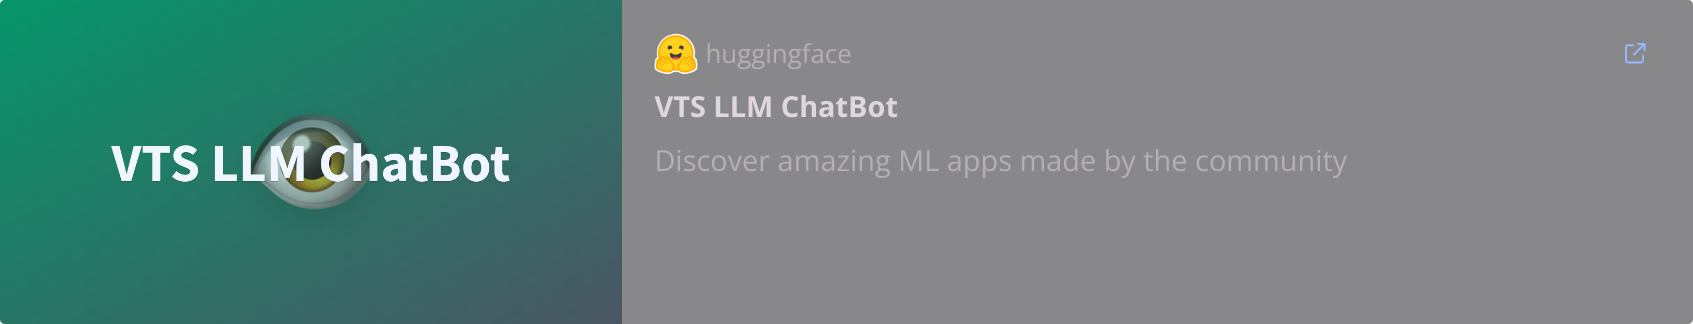 VTS LLM ChatBot
huggingface
VTS LLM ChatBot
Discover amazing ML apps made by the community